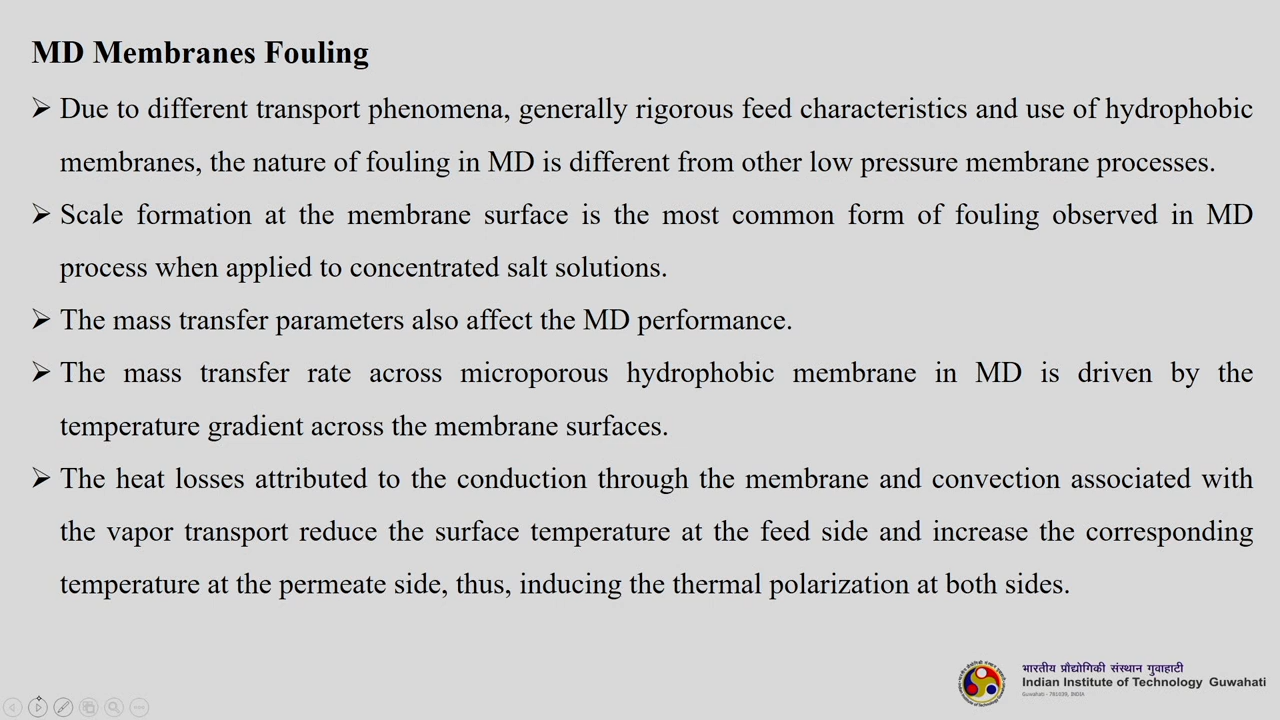 MD Membranes Fouling
➢ Due to different transport phenomena, generally rigorous feed characteristics and use of hydrophobic
membranes, the nature of fouling in MD is different from other low pressure membrane processes.
➢ Scale formation at the membrane surface is the most common form of fouling observed in MD
process when applied to concentrated salt solutions.
➢ The mass transfer parameters also affect the MD performance.
➢ The mass transfer rate across microporous hydrophobic membrane in MD is driven by the
temperature gradient across the membrane surfaces.
➢ The heat losses attributed to the conduction through the membrane and convection associated with
the vapor transport reduce the surface temperature at the feed side and increase the corresponding
temperature at the permeate side, thus, inducing the thermal polarization at both sides.
भारतीय प्रौद्योगिकी संस्थान गुवाहाटी
Indian Institute of Technology Guwahati
Guwahati - 781039, INDIA